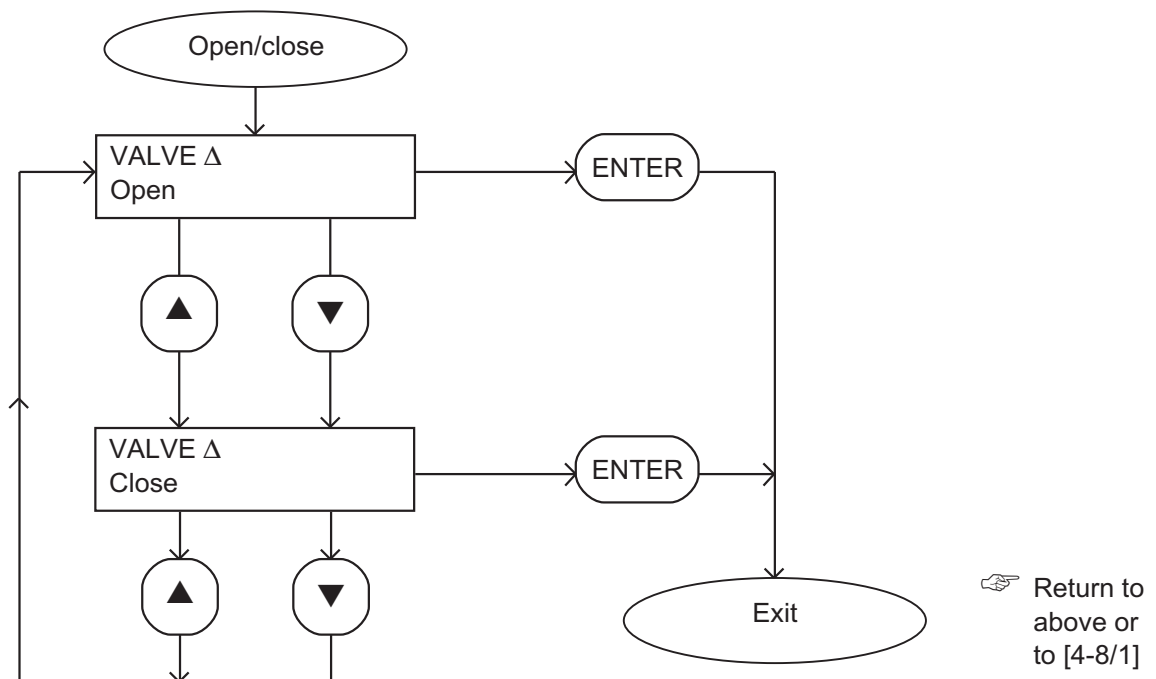 Open/close
VALVE Δ
Open
ENTER
▲
▼
VALVE Δ
Close
ENTER
▲
▼
Exit
☞ Return to
above or
to [4-8/1]